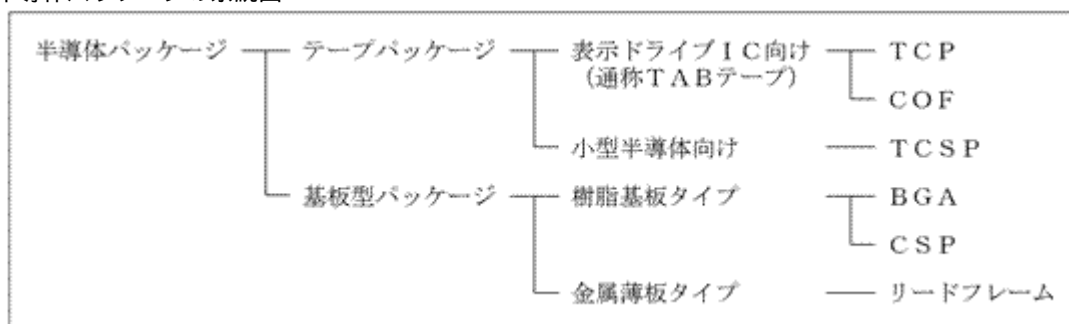 半導体パッケージ テープパッケージ 表示ドライブIC向け TCP
(通称TABテープ)
COF
小型半導体向け TCSP
基板型パッケージ 樹脂基板タイプ BGA
CSP
金属薄板タイプ リードフレーム